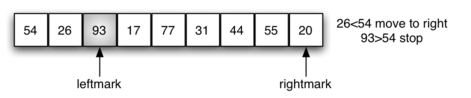 54 26 93 17 77 31 44 55 20
26<54 move to right
93>54 stop
leftmark rightmark